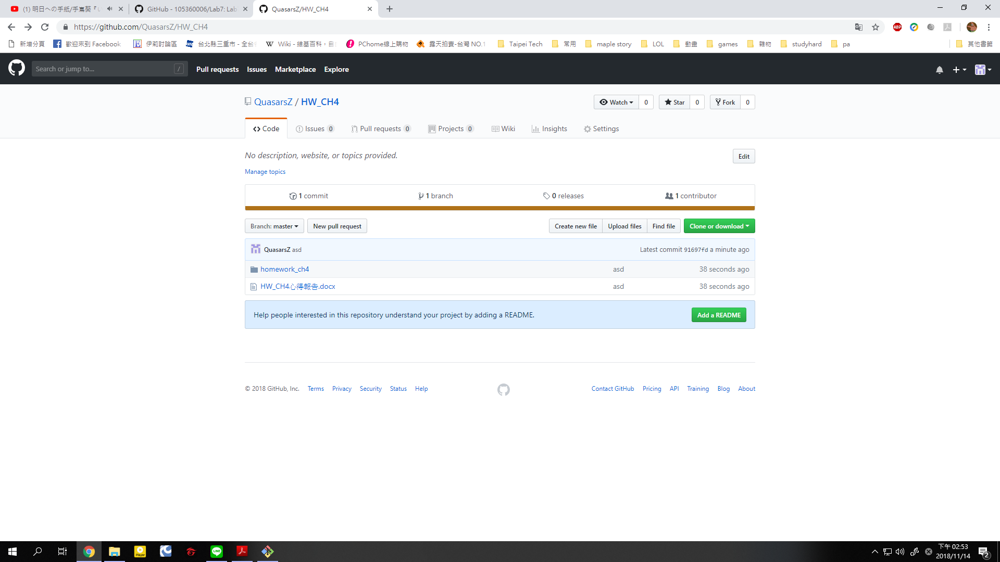 (1) 明日への手紙/手嶌葵『い
GitHub - 105360006/Lab7: Lab7
QuasarsZ/HW_CH4
https://github.com/QuasarsZ/HW_CH4
新增分頁
歡迎來到 Facebook
伊莉討論區
台北縣三重市 - 全台
Wiki - 維基百科，自
PChome線上購物
露天拍賣-台灣 NO.1
Taipei Tech
常用
maple story
LOL
動畫
games
雜物
studyhard
pa
其他書籤
Search or jump to...
/
Pull requests
Issues
Marketplace
Explore
QuasarsZ / HW_CH4
Watch 0
Star 0
Fork 0
Code
Issues 0
Pull requests 0
Projects 0
Wiki
Insights
Settings
No description, website, or topics provided.
Edit
Manage topics
1 commit
1 branch
0 releases
1 contributor
Branch: master
New pull request
Create new file
Upload files
Find file
Clone or download
QuasarsZ asd
Latest commit 91697fd a minute ago
homework_ch4 asd 38 seconds ago
HW_CH4心得報告.docx asd 38 seconds ago
Help people interested in this repository understand your project by adding a README.
Add a README
© 2018 GitHub, Inc.
Terms
Privacy
Security
Status
Help
Contact GitHub
Pricing
API
Training
Blog
About
ABP
Player
LINE
下午 02:53
2018/11/14
2